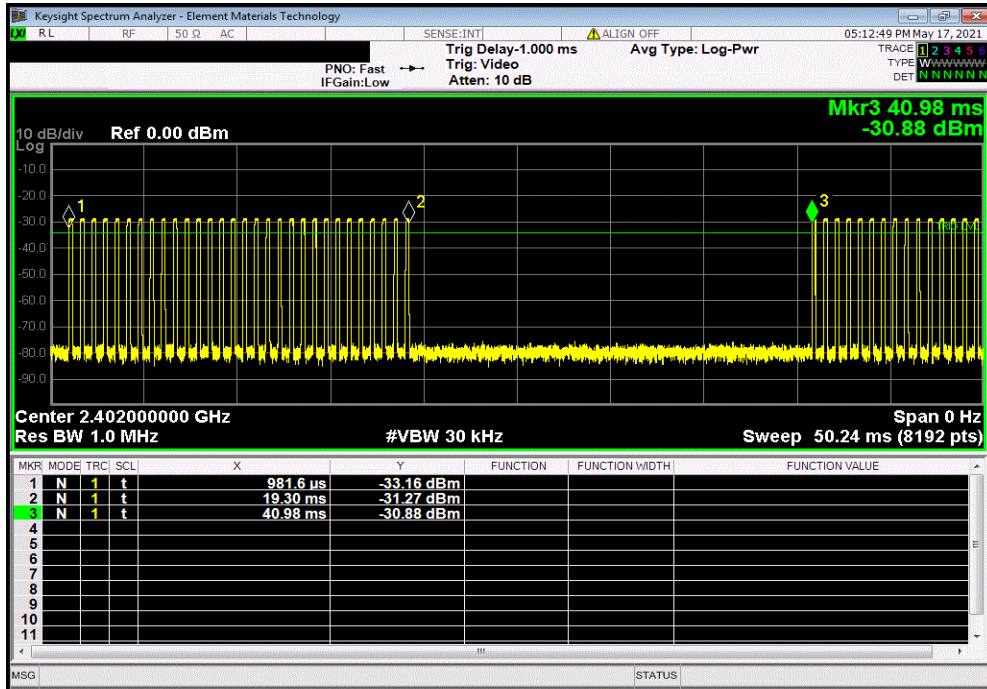 Keysight Spectrum Analyzer - Element Materials Technology
LXI RL RF 50 Ω AC SENSE:INT ALIGN OFF 05:12:49 PM May 17, 2021
Trig Delay-1.000 ms Avg Type: Log-Pwr TRACE 1 2 3 4 5 6
PNO: Fast Trig: Video TYPE WWWWWW
IFGain:Low Atten: 10 dB DET N N N N N N
Mkr3 40.98 ms
10 dB/div Ref 0.00 dBm -30.88 dBm
Log
-10.0
-20.0
1 2 3
-30.0
TRIG LVL
-40.0
-50.0
-60.0
-70.0
-80.0
-90.0
Center 2.402000000 GHz Span 0 Hz
Res BW 1.0 MHz #VBW 30 kHz Sweep 50.24 ms (8192 pts)
MKR MODE TRC SCL X Y FUNCTION FUNCTION WIDTH FUNCTION VALUE
1 N 1 t 981.6 µs -33.16 dBm
2 N 1 t 19.30 ms -31.27 dBm
3 N 1 t 40.98 ms -30.88 dBm
4
5
6
7
8
9
10
11
MSG STATUS